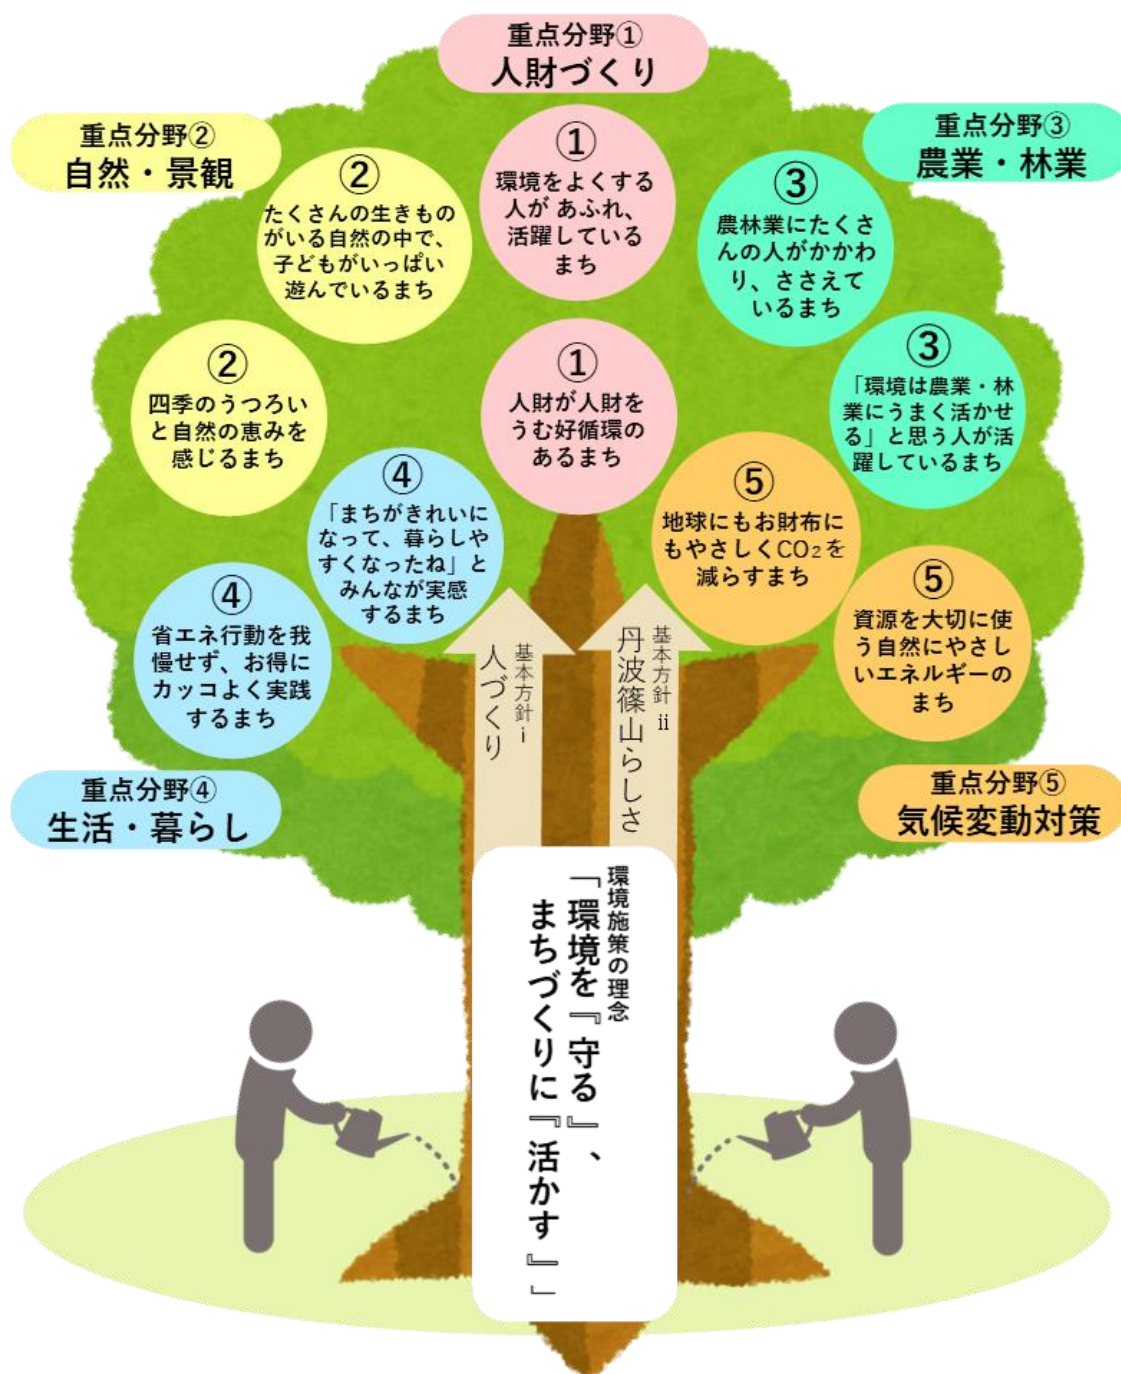 重点分野①
人財づくり
重点分野②
自然・景観
重点分野③
農業・林業
①
環境をよくする
人が あふれ、
活躍している
まち
②
たくさんの生きもの
がいる自然の中で、
子どもがいっぱい
遊んでいるまち
③
農林業にたくさ
んの人がかかわ
り、ささえて
いるまち
②
四季のうつろい
と自然の恵みを
感じるまち
①
人財が人財を
うむ好循環の
あるまち
③
「環境は農業・林
業にうまく活かせ
る」と思う人が活
躍しているまち
④
「まちがきれいに
なって、暮らしや
すくなったね」と
みんなが実感
するまち
⑤
地球にもお財布に
もやさしくCO₂を
減らすまち
④
省エネ行動を我
慢せず、お得に
カッコよく実践
するまち
⑤
資源を大切に使
う自然にやさし
いエネルギーの
まち
基本方針ⅰ
人づくり
基本方針ⅱ
丹波篠山らしさ
重点分野④
生活・暮らし
重点分野⑤
気候変動対策
環境施策の理念
「環境を『守る』、
まちづくりに『活かす』」